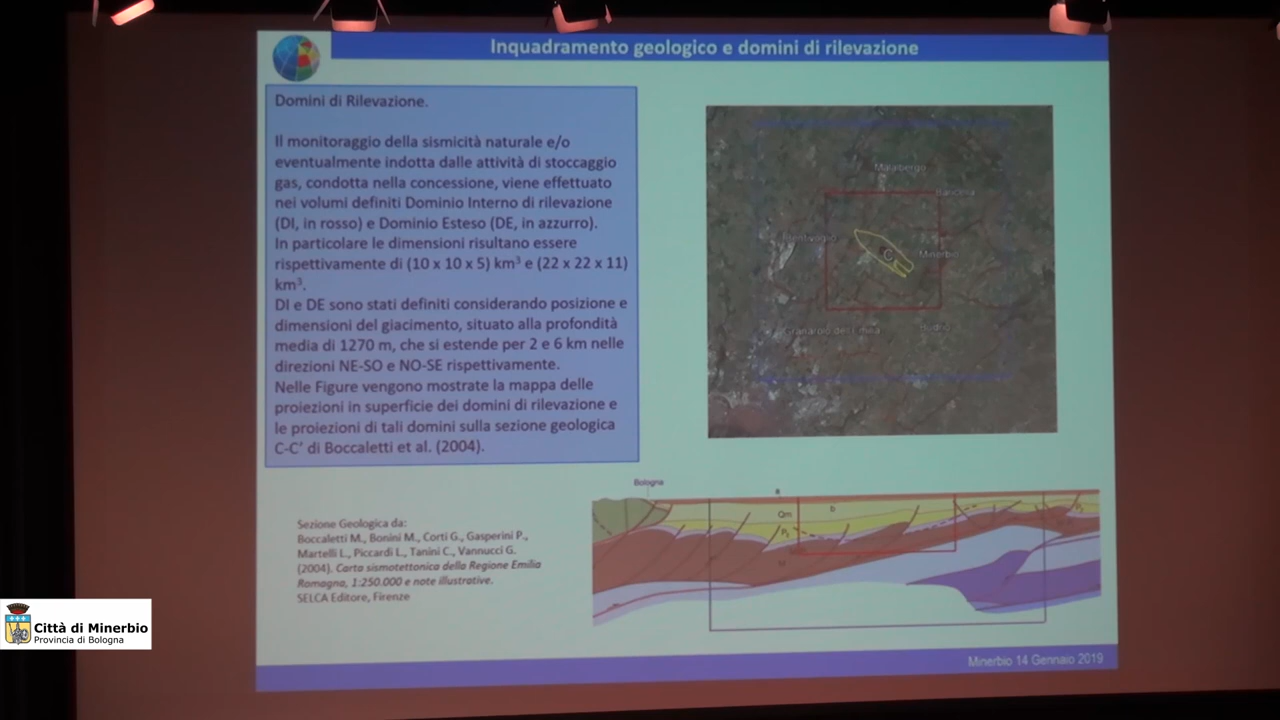 Inquadramento geologico e domini di rilevazione
Domini di Rilevazione.
Il monitoraggio della sismicità naturale e/o
eventualmente indotta dalle attività di stoccaggio
gas, condotta nella concessione, viene effettuato
nei volumi definiti Dominio Interno di rilevazione
(DI, in rosso) e Dominio Esteso (DE, in azzurro).
In particolare le dimensioni risultano essere
rispettivamente di (10 x 10 x 5) km³ e (22 x 22 x 11)
km³.
DI e DE sono stati definiti considerando posizione e
dimensioni del giacimento, situato alla profondità
media di 1270 m, che si estende per 2 e 6 km nelle
direzioni NE-SO e NO-SE rispettivamente.
Nelle Figure vengono mostrate la mappa delle
proiezioni in superficie dei domini di rilevazione e
le proiezioni di tali domini sulla sezione geologica
C-C' di Boccaletti et al. (2004).
Malalbergo
Baricella
Bentivoglio
C
Minerbio
Granarolo dell'Emilia
Budrio
Bologna
Qm
b
Sezione Geologica da:
Boccaletti M., Bonini M., Corti G., Gasperini P.,
Martelli L., Piccardi L., Tanini C., Vannucci G.
(2004). Carta sismotettonica della Regione Emilia
Romagna, 1:250.000 e note illustrative.
SELCA Editore, Firenze
Città di Minerbio
Provincia di Bologna
Minerbio 14 Gennaio 2019